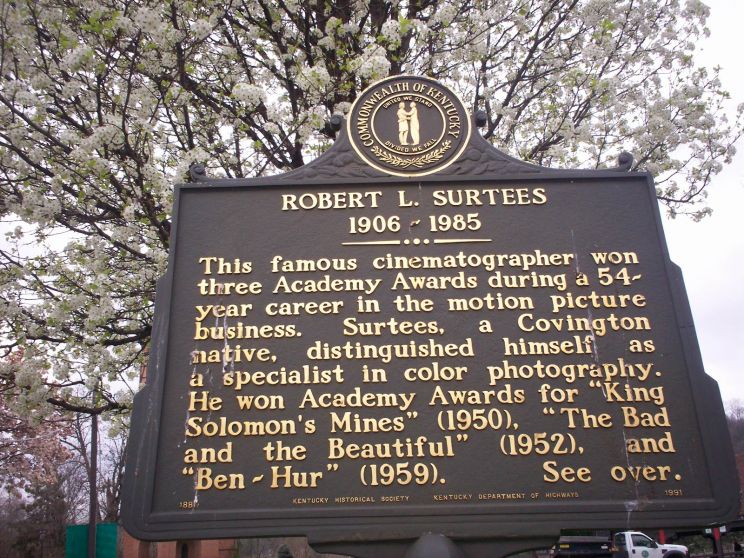 COMMONWEALTH OF KENTUCKY
UNITED WE STAND
DIVIDED WE FALL
ROBERT L. SURTEES
1906 ~ 1985
This famous cinematographer won
three Academy Awards during a 54-
year career in the motion picture
business. Surtees, a Covington
native, distinguished himself as
a specialist in color photography.
He won Academy Awards for "King
Solomon's Mines" (1950), "The Bad
and the Beautiful" (1952), and
"Ben-Hur" (1959). See over.
KENTUCKY HISTORICAL SOCIETY KENTUCKY DEPARTMENT OF HIGHWAYS 1991